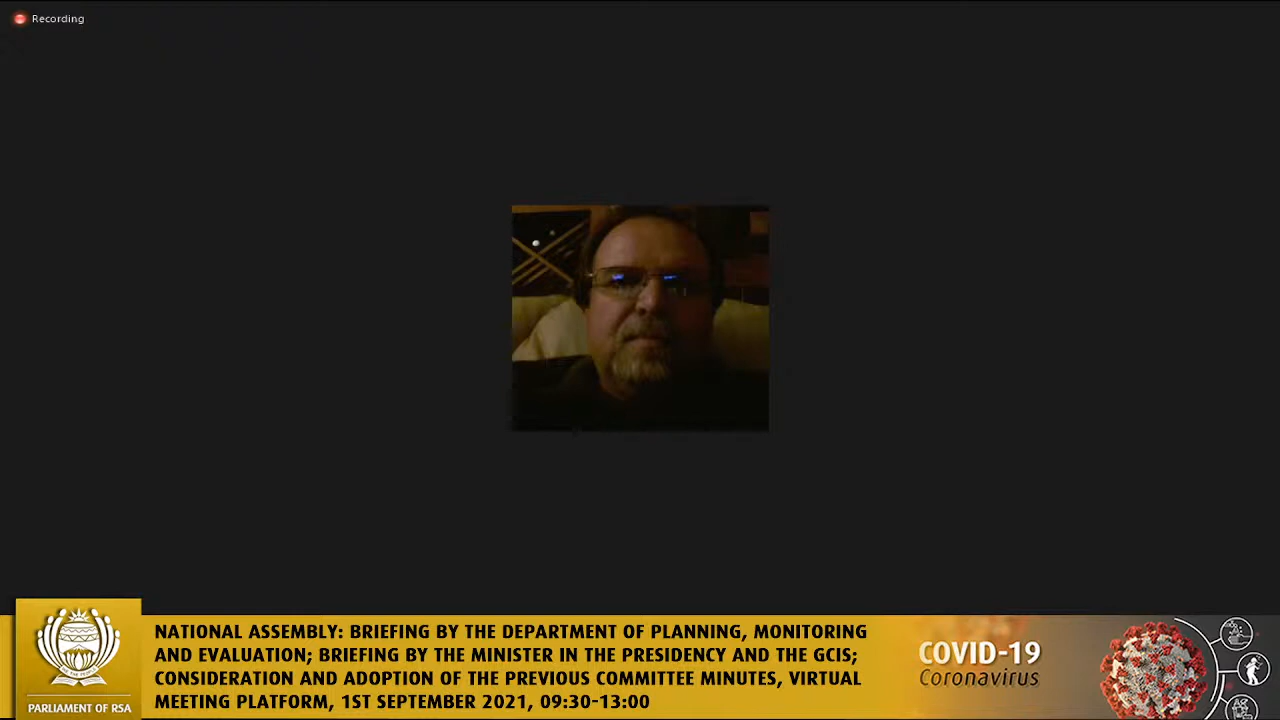 Recording
NATIONAL ASSEMBLY: BRIEFING BY THE DEPARTMENT OF PLANNING, MONITORING
AND EVALUATION; BRIEFING BY THE MINISTER IN THE PRESIDENCY AND THE GCIS;
CONSIDERATION AND ADOPTION OF THE PREVIOUS COMMITTEE MINUTES, VIRTUAL
MEETING PLATFORM, 1ST SEPTEMBER 2021, 09:30-13:00
PARLIAMENT OF RSA
COVID-19
Coronavirus